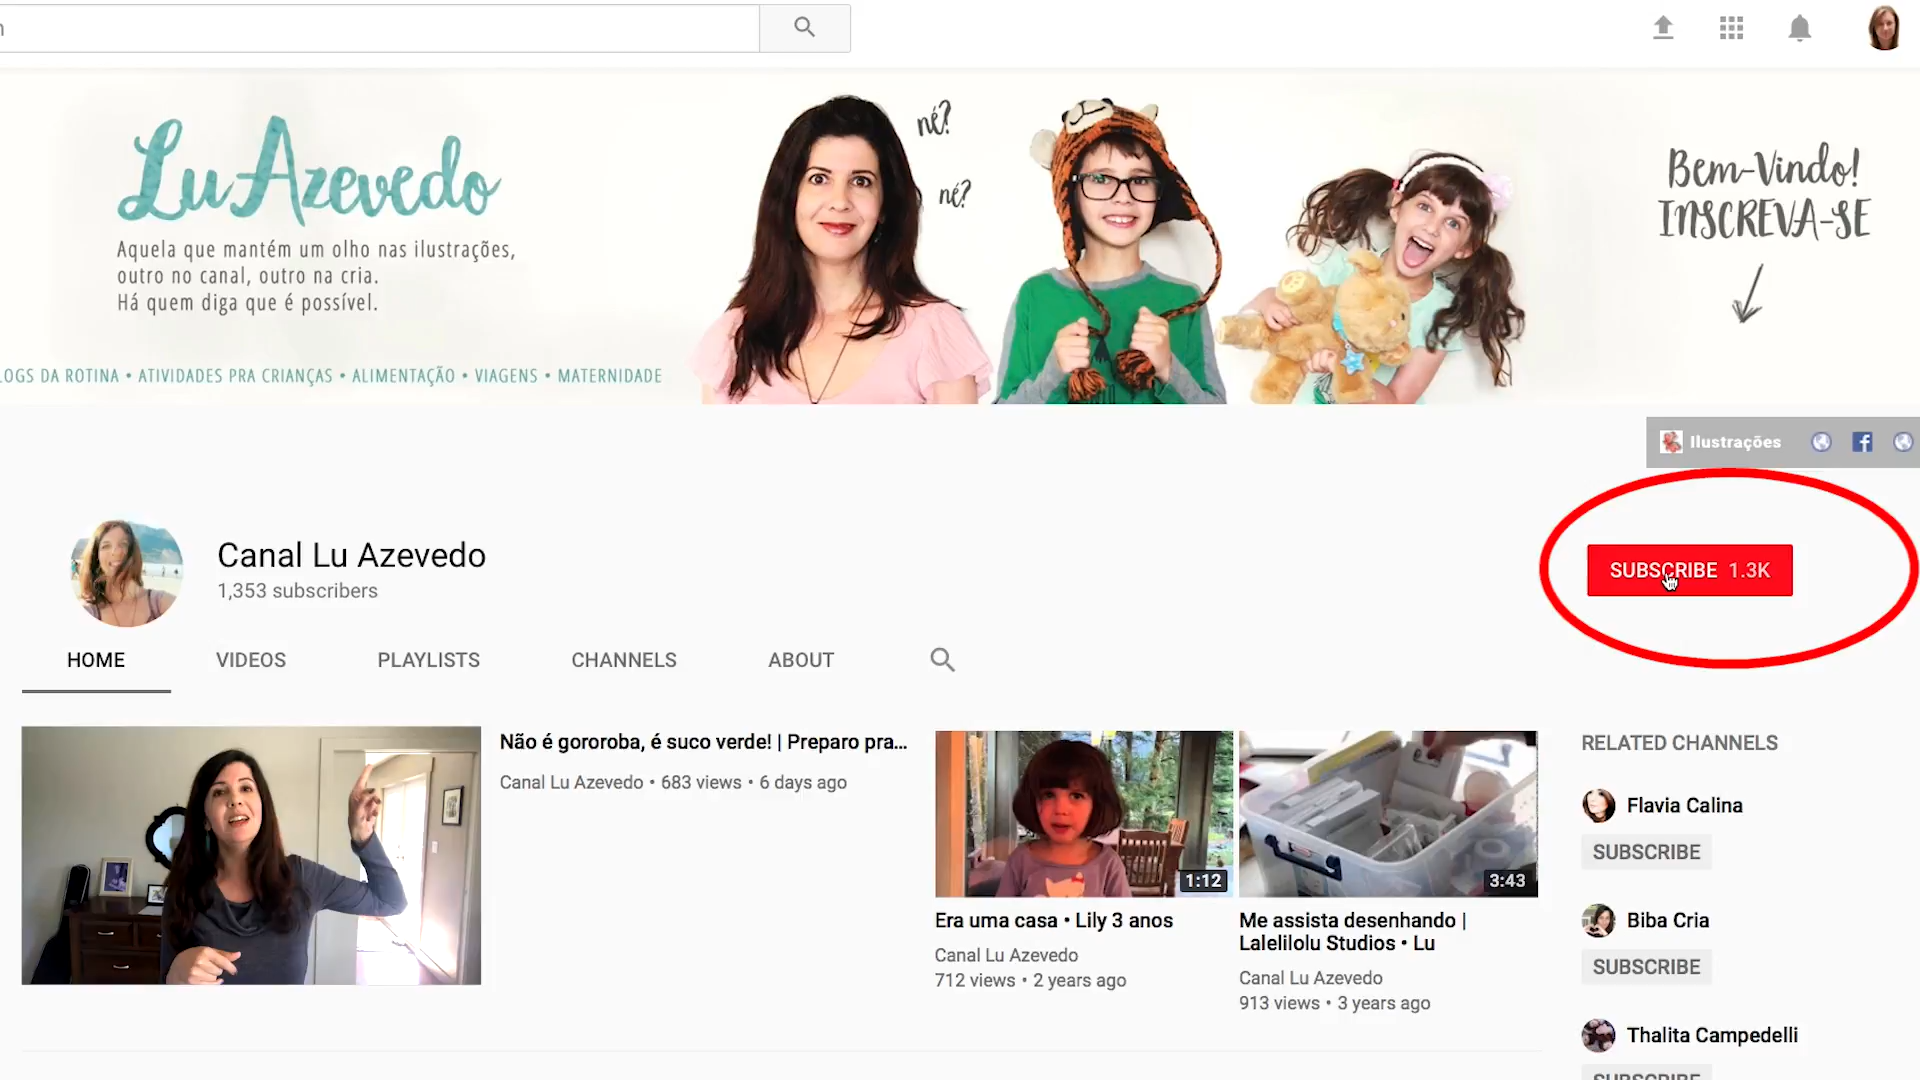 Lu Azevedo
Aquela que mantém um olho nas ilustrações,
outro no canal, outro na cria.
Há quem diga que é possível.
DA ROTINA • ATIVIDADES PRA CRIANÇAS • ALIMENTAÇÃO • VIAGENS • MATERNIDADE
né?
né?
Bem-Vindo!
INSCREVA-SE
Ilustrações
Canal Lu Azevedo
1,353 subscribers
SUBSCRIBE 1.3K
HOME VIDEOS PLAYLISTS CHANNELS ABOUT
Não é gororoba, é suco verde! | Preparo pra...
Canal Lu Azevedo • 683 views • 6 days ago
1:12
Era uma casa • Lily 3 anos
Canal Lu Azevedo
712 views • 2 years ago
3:43
Me assista desenhando |
Lalelilolu Studios • Lu
Canal Lu Azevedo
913 views • 3 years ago
RELATED CHANNELS
Flavia Calina
SUBSCRIBE
Biba Cria
SUBSCRIBE
Thalita Campedelli
SUBSCRIBE